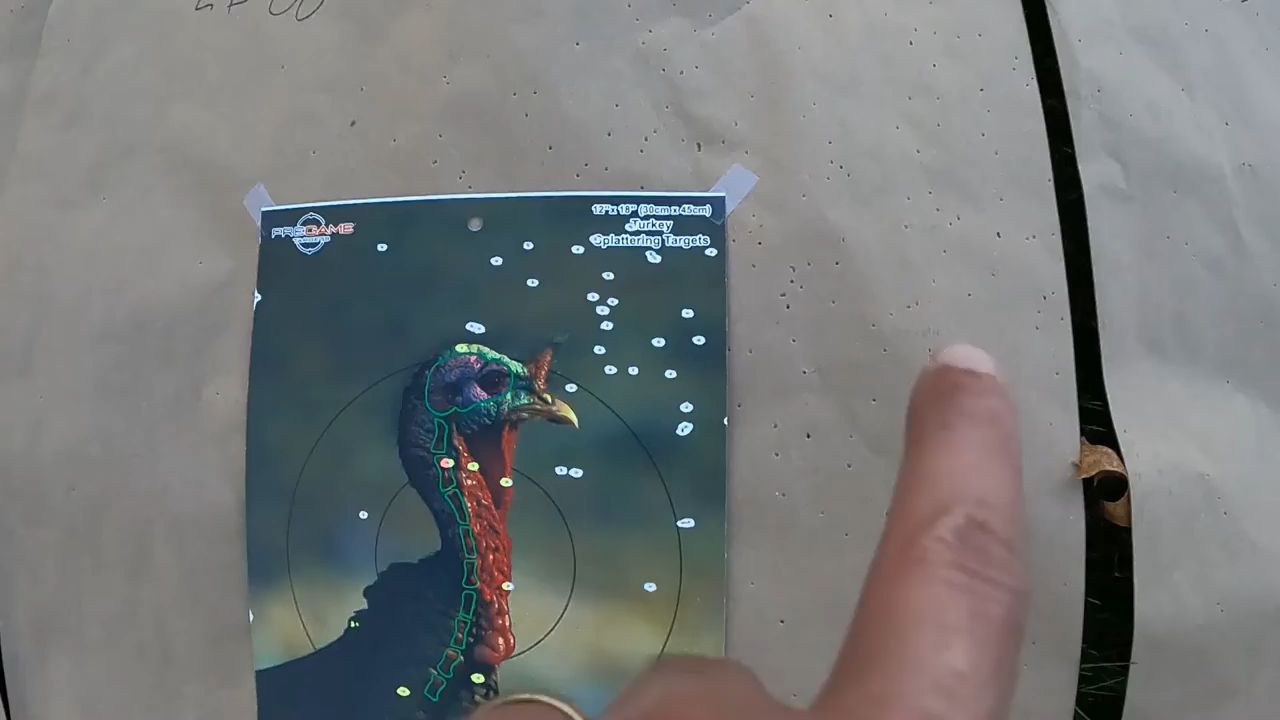 PREGAME
12"x 18" (30cm x 45cm)
Turkey
Splattering Targets